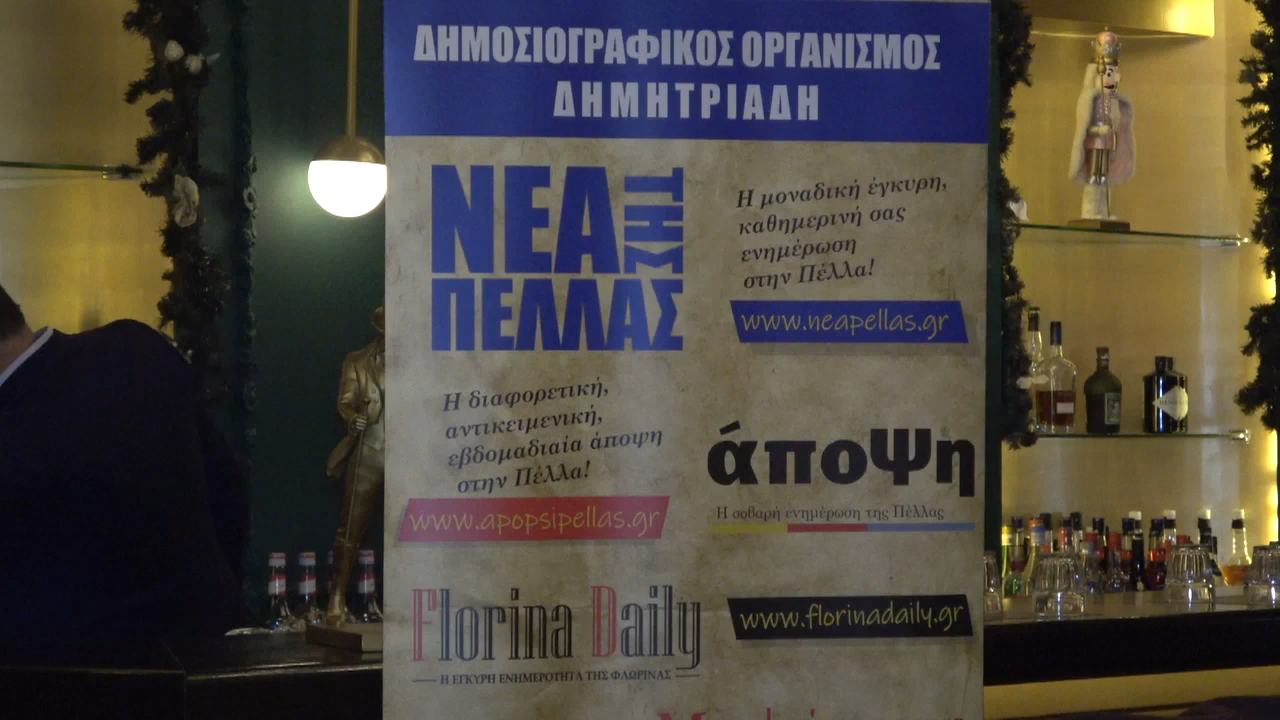 ΔΗΜΟΣΙΟΓΡΑΦΙΚΟΣ ΟΡΓΑΝΙΣΜΟΣ
ΔΗΜΗΤΡΙΑΔΗ
ΝΕΑ ΤΗΣ
ΠΕΛΛΑΣ
Η μοναδική έγκυρη,
καθημερινή σας
ενημέρωση
στην Πέλλα!
www.neapellas.gr
Η διαφορετική,
αντικειμενική,
εβδομαδιαία άποψη
στην Πέλλα!
www.apopsipellas.gr
άποψη
Η σοβαρή ενημέρωση της Πέλλας
Florina Daily
Η ΕΓΚΥΡΗ ΕΝΗΜΕΡΟΤΗΤΑ ΤΗΣ ΦΛΩΡΙΝΑΣ
www.florinadaily.gr